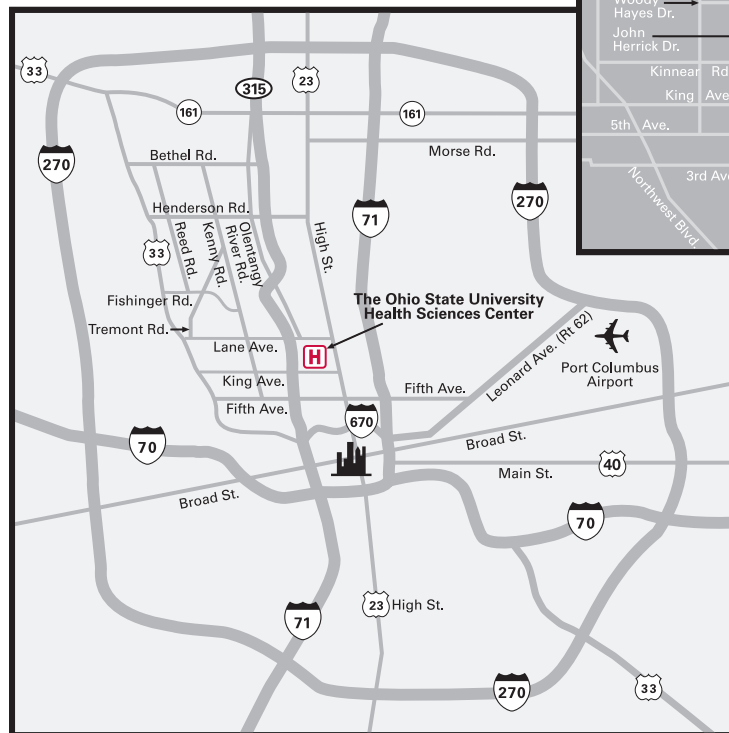 Woody
Hayes Dr.
John
Herrick Dr.
Kinnear Rd
King Ave
5th Ave.
3rd Ave
Northwest Blvd.
33
23
315
161
161
Bethel Rd.
Morse Rd.
270
270
Henderson Rd.
71
33
Reed Rd.
Kenny Rd.
Olentangy
River Rd.
High St.
Fishinger Rd.
The Ohio State University
Health Sciences Center
Tremont Rd.
Lane Ave.
H
Leonard Ave. (Rt 62)
Port Columbus
Airport
King Ave.
Fifth Ave.
Fifth Ave.
670
70
Broad St.
Main St.
40
Broad St.
70
23
High St.
71
270
33